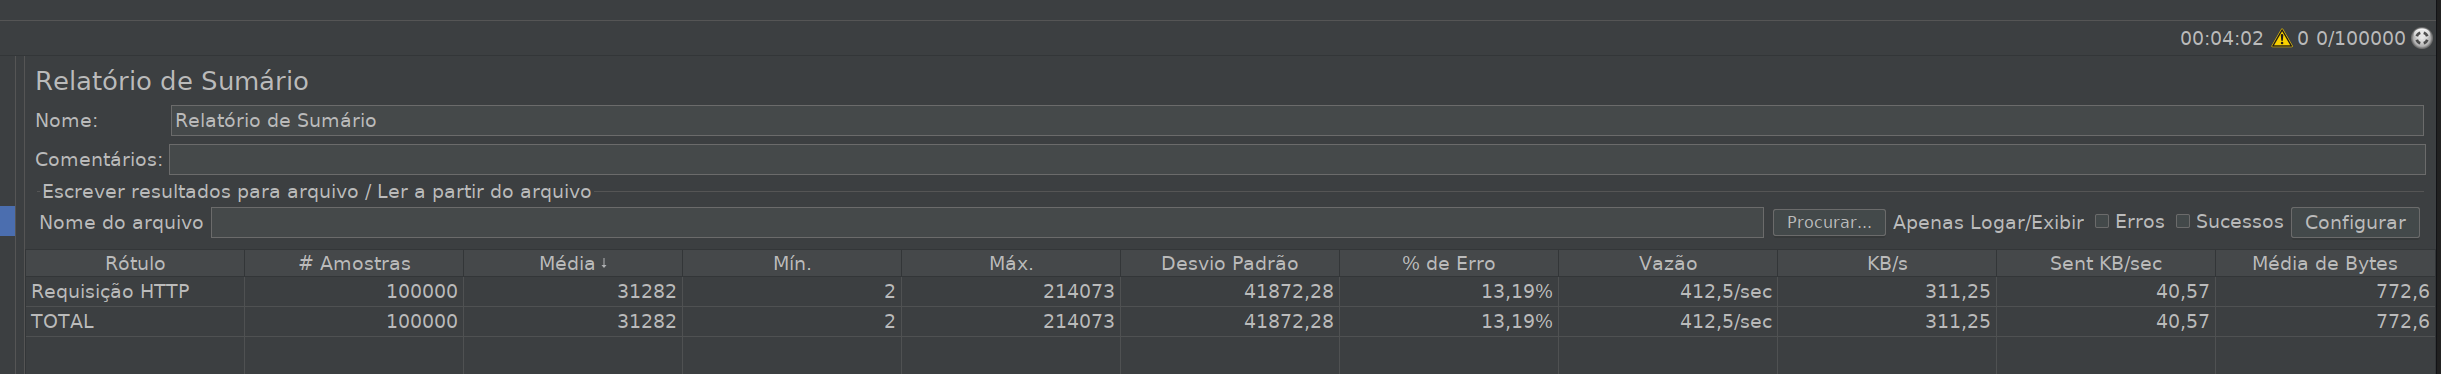 00:04:02 0 0/100000
Relatório de Sumário
Nome: Relatório de Sumário
Comentários:
Escrever resultados para arquivo / Ler a partir do arquivo
Nome do arquivo Procurar... Apenas Logar/Exibir Erros Sucessos Configurar
Rótulo # Amostras Média ↓ Mín. Máx. Desvio Padrão % de Erro Vazão KB/s Sent KB/sec Média de Bytes
Requisição HTTP 100000 31282 2 214073 41872,28 13,19% 412,5/sec 311,25 40,57 772,6
TOTAL 100000 31282 2 214073 41872,28 13,19% 412,5/sec 311,25 40,57 772,6